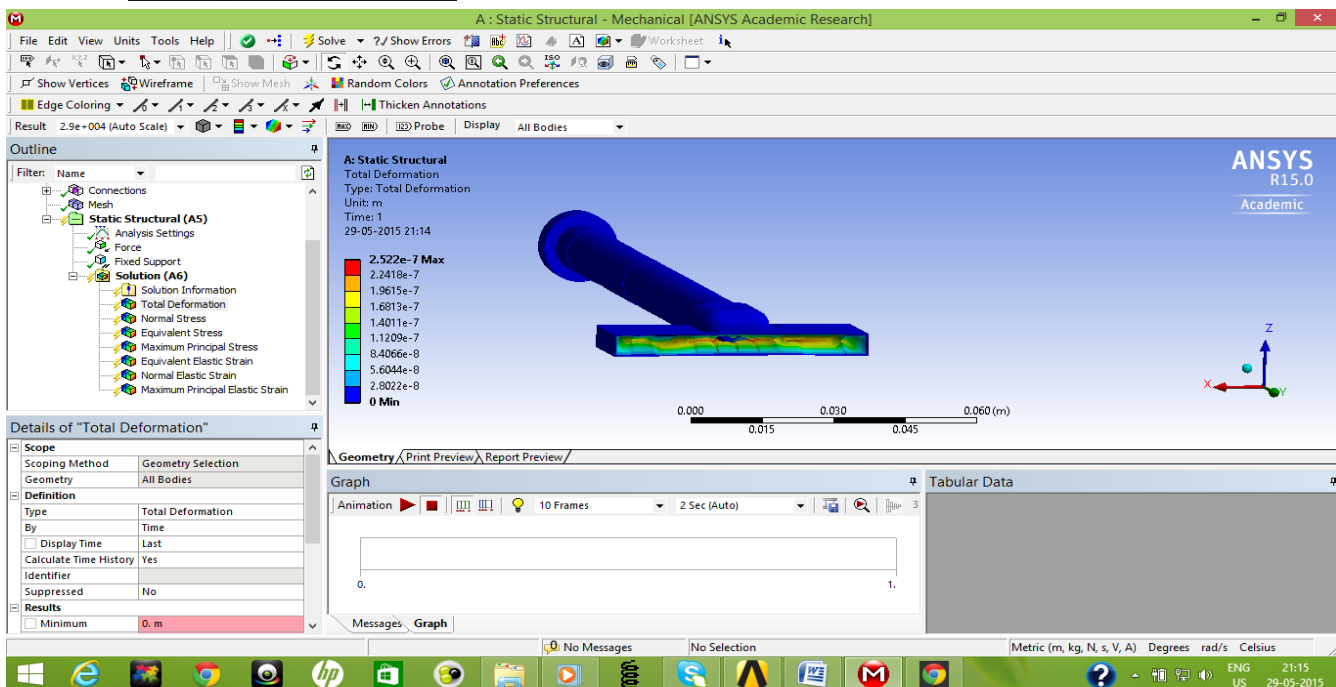 A : Static Structural - Mechanical [ANSYS Academic Research]
File Edit View Units Tools Help Solve ?/ Show Errors Worksheet
Show Vertices Wireframe Show Mesh Random Colors Annotation Preferences
Edge Coloring Thicken Annotations
Result 2.9e+004 (Auto Scale) MAX MIN 123 Probe Display All Bodies
Outline
Filter: Name
Connections
Mesh
Static Structural (A5)
Analysis Settings
Force
Fixed Support
Solution (A6)
Solution Information
Total Deformation
Normal Stress
Equivalent Stress
Maximum Principal Stress
Equivalent Elastic Strain
Normal Elastic Strain
Maximum Principal Elastic Strain
Details of "Total Deformation"
Scope
Scoping Method Geometry Selection
Geometry All Bodies
Definition
Type Total Deformation
By Time
Display Time Last
Calculate Time History Yes
Identifier
Suppressed No
Results
Minimum 0. m
A: Static Structural
Total Deformation
Type: Total Deformation
Unit: m
Time: 1
29-05-2015 21:14
2.522e-7 Max
2.2418e-7
1.9615e-7
1.6813e-7
1.4011e-7
1.1209e-7
8.4066e-8
5.6044e-8
2.8022e-8
0 Min
ANSYS
R15.0
Academic
Z
X
Y
0.000 0.030 0.060 (m)
0.015 0.045
Geometry Print Preview Report Preview
Graph
Animation 10 Frames 2 Sec (Auto) 3
0. 1.
Messages Graph
Tabular Data
No Messages No Selection Metric (m, kg, N, s, V, A) Degrees rad/s Celsius
hp
ENG 21:15
US 29-05-2015